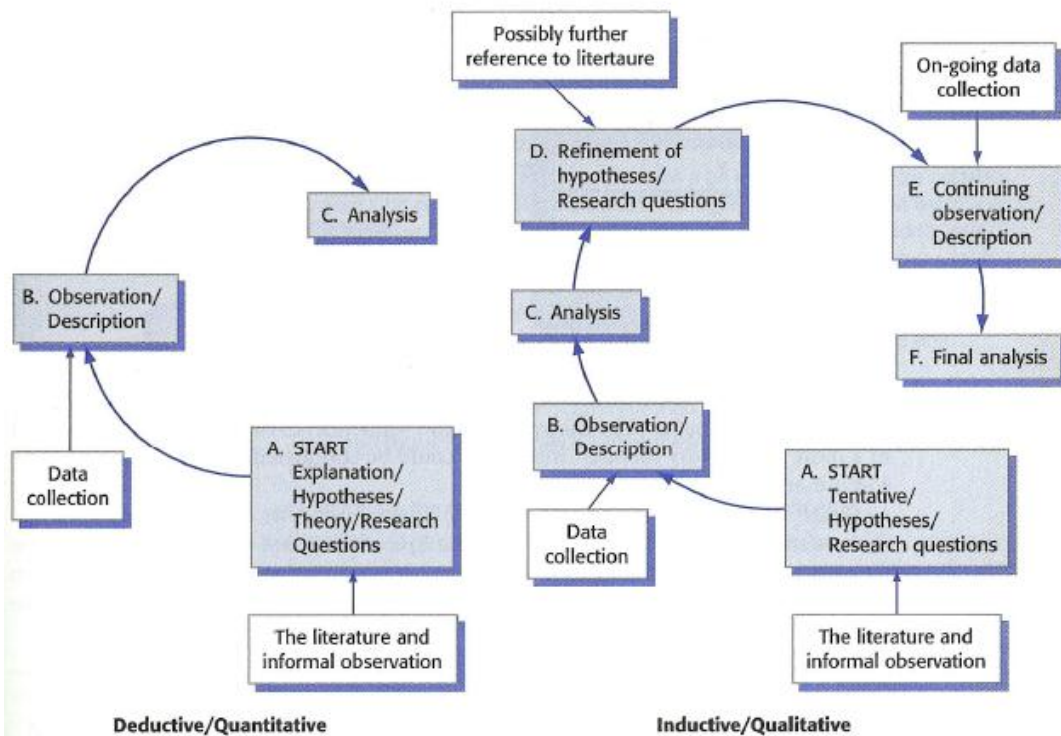 C. Analysis
B. Observation/
Description
Data
collection
A. START
Explanation/
Hypotheses/
Theory/Research
Questions
The literature and
informal observation
Deductive/Quantitative
Possibly further
reference to litertaure
On-going data
collection
D. Refinement of
hypotheses/
Research questions
E. Continuing
observation/
Description
C. Analysis
F. Final analysis
B. Observation/
Description
Data
collection
A. START
Tentative/
Hypotheses/
Research questions
The literature and
informal observation
Inductive/Qualitative